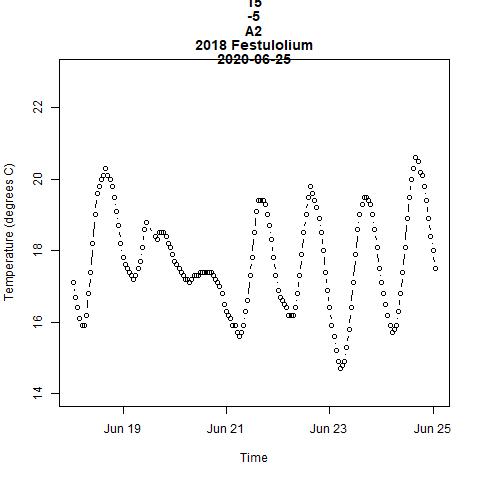 15
-5
A2
2018 Festulolium
2020-06-25
Temperature (degrees C)
22
20
18
16
14
Jun 19
Jun 21
Jun 23
Jun 25
Time